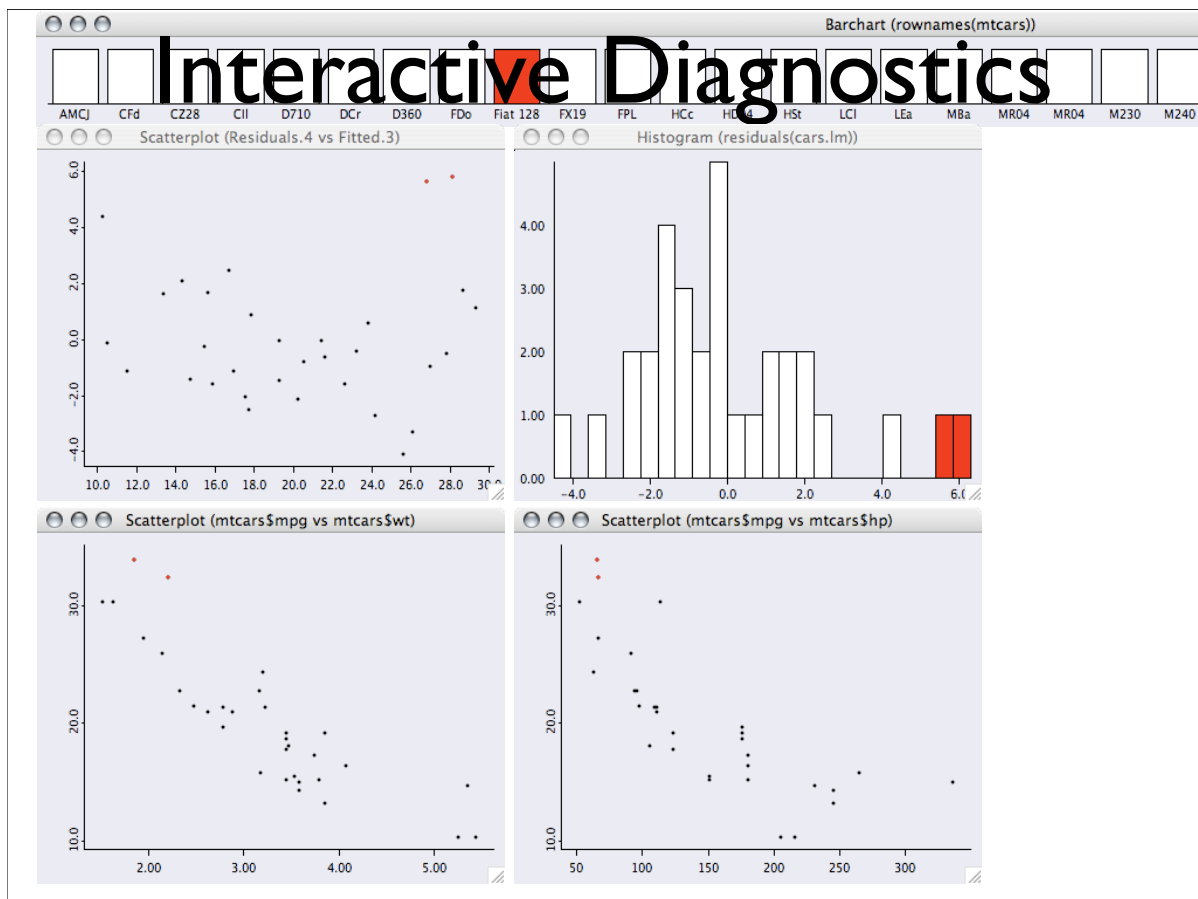 Barchart (rownames(mtcars))
Interactive Diagnostics
AMCJ CFd CZ28 CII D710 DCr D360 FDo Fiat 128 FX19 FPL HCc HSt LCI LEa MBa MR04 MR04 M230 M240
Scatterplot (Residuals.4 vs Fitted.3)
6.0
4.0
2.0
0.0
−2.0
−4.0
10.0 12.0 14.0 16.0 18.0 20.0 22.0 24.0 26.0 28.0
Histogram (residuals(cars.lm))
4.00
3.00
2.00
1.00
0.00
−4.0 −2.0 0.0 2.0 4.0
Scatterplot (mtcars$mpg vs mtcars$wt)
30.0
20.0
10.0
2.00 3.00 4.00 5.00
Scatterplot (mtcars$mpg vs mtcars$hp)
30.0
20.0
10.0
50 100 150 200 250 300